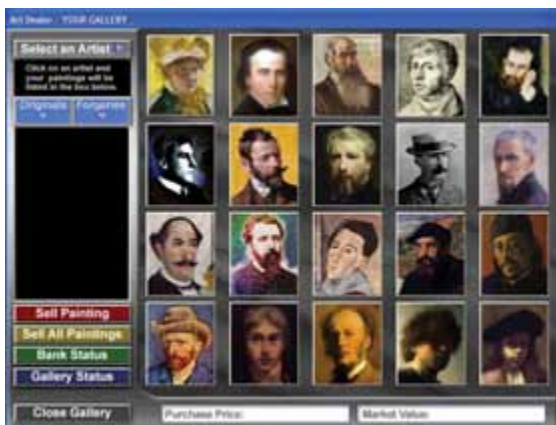 Art Dealer YOUR GALLERY
Select an Artist
Click on an artist and
your paintings will be
listed in the box below.
Originals Forgeries
Sell Painting
Sell All Paintings
Bank Status
Gallery Status
Close Gallery
Purchase Price: Market Value: